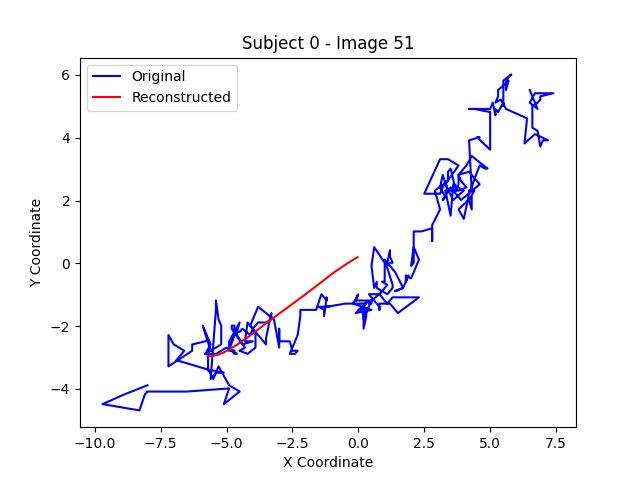 Subject 0 - Image 51
Original
Reconstructed
6
4
2
0
−2
−4
Y Coordinate
−10.0 −7.5 −5.0 −2.5 0.0 2.5 5.0 7.5
X Coordinate